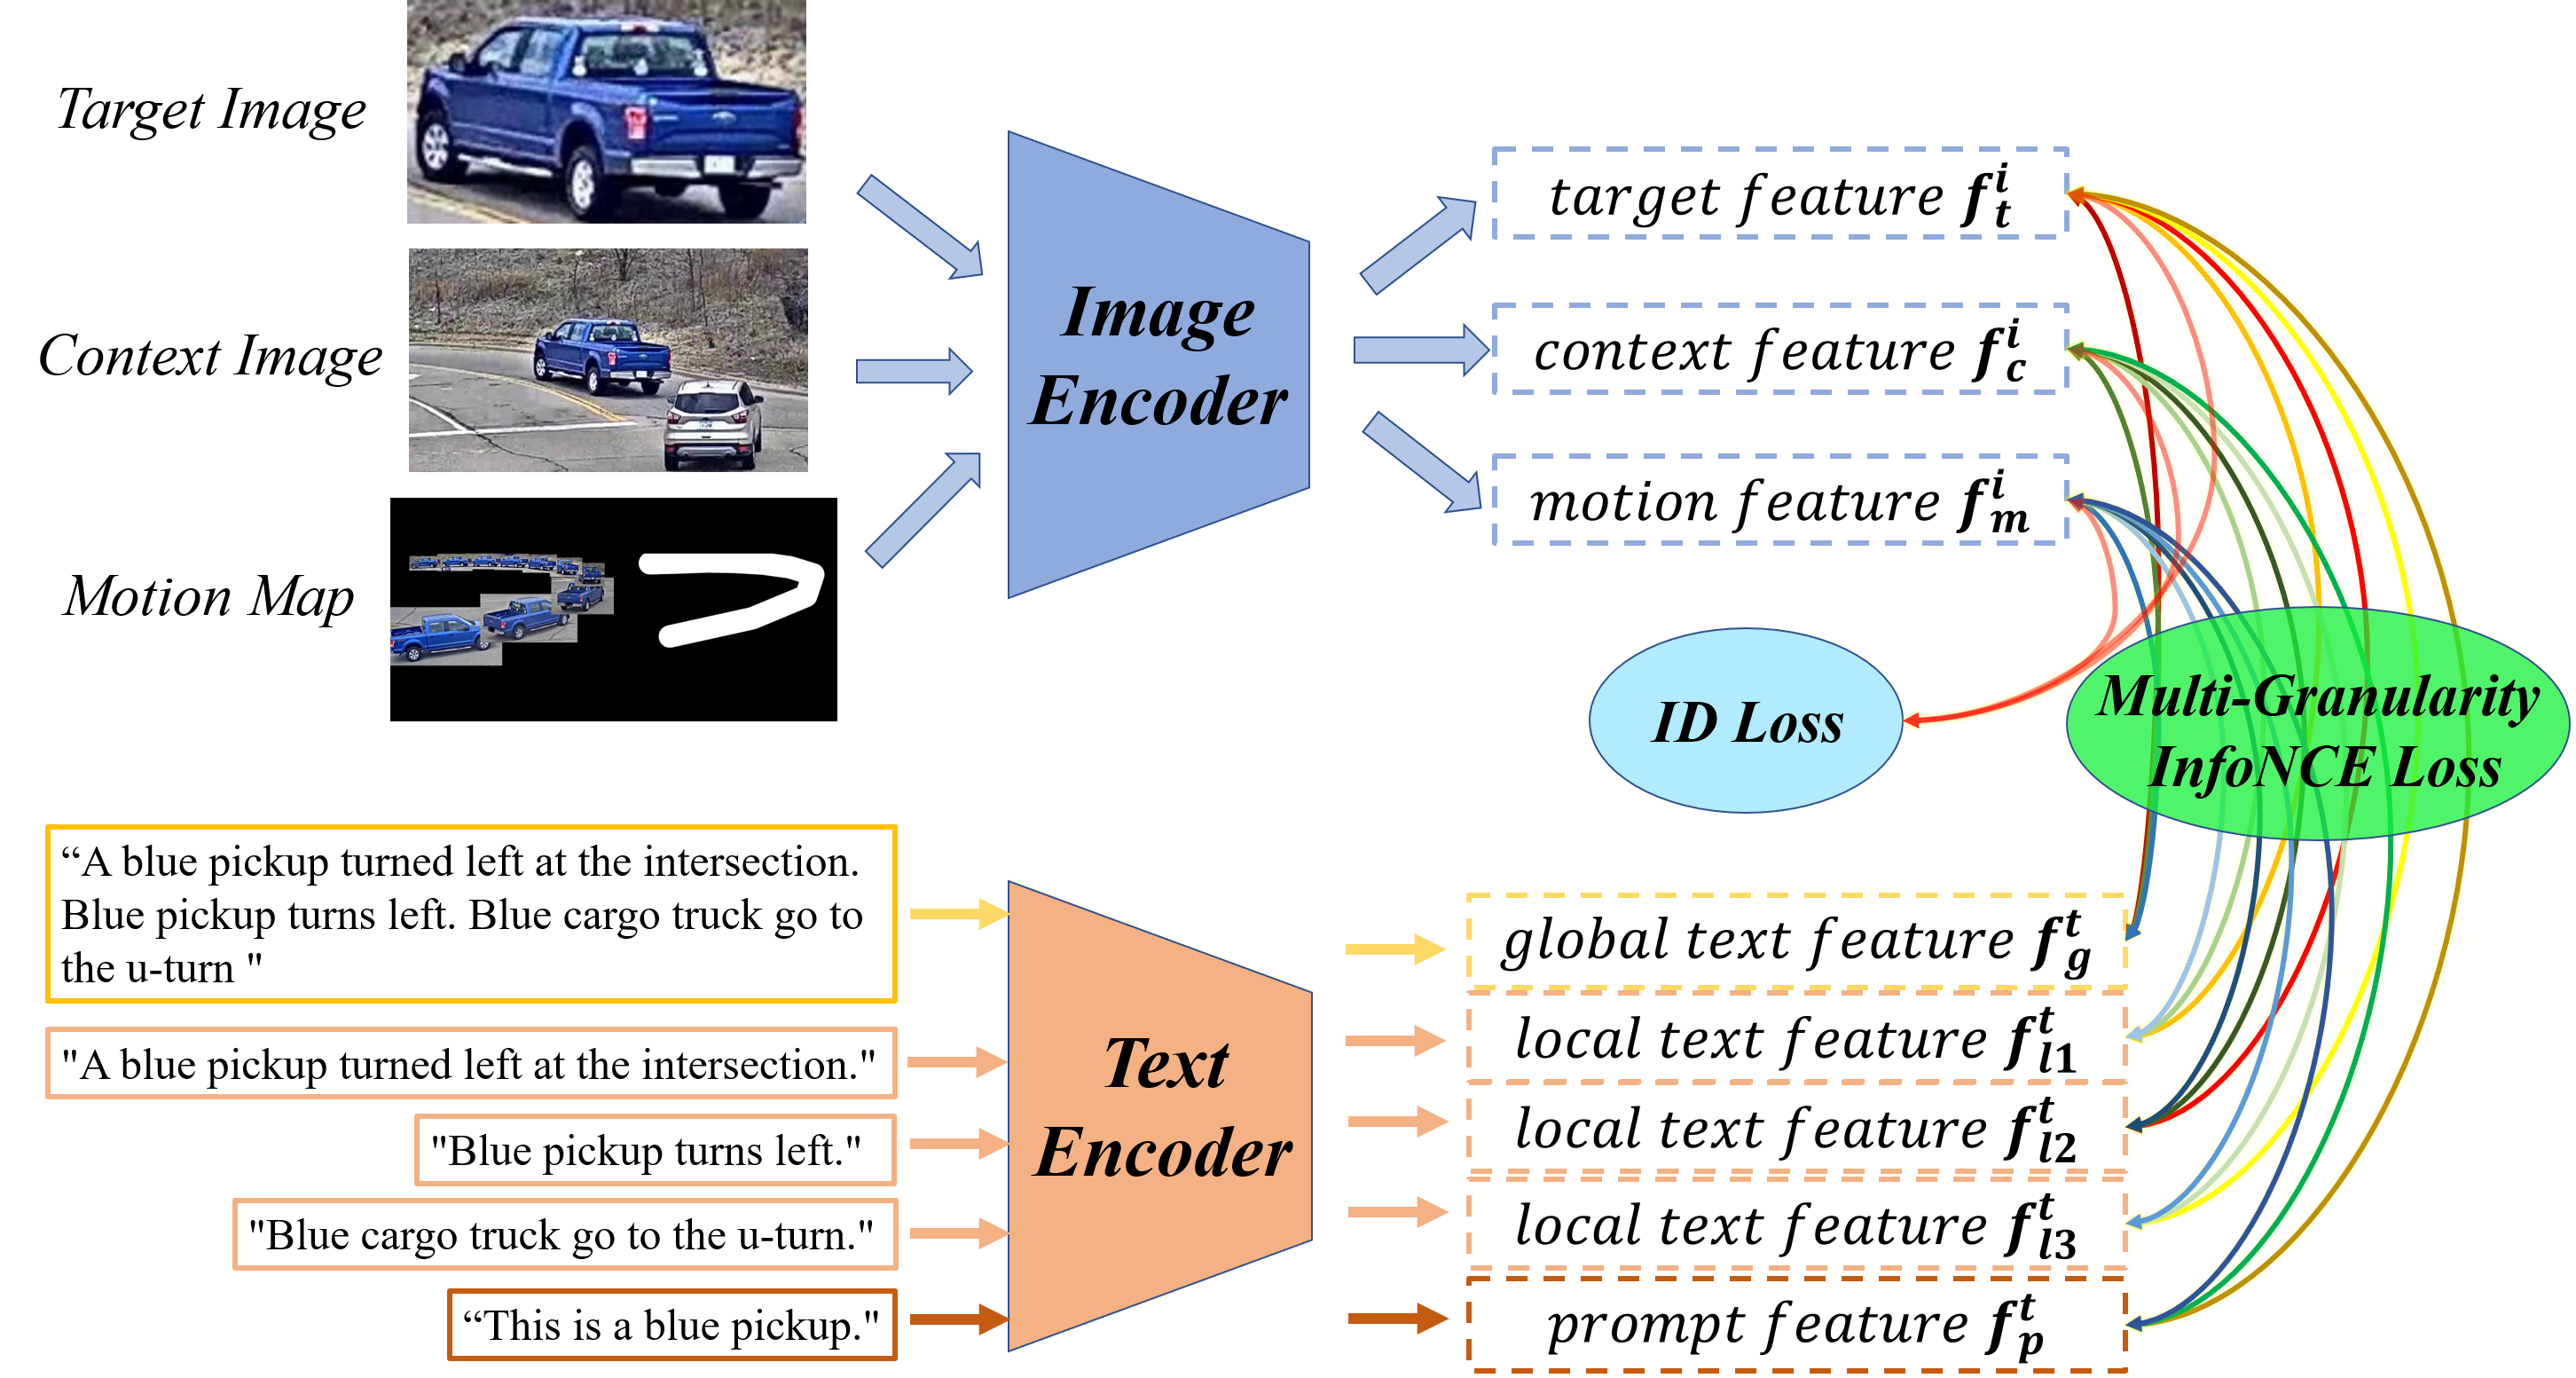 Target Image
Context Image
Motion Map
Image
Encoder
target feature f_t^i
context feature f_c^i
motion feature f_m^i
ID Loss
Multi-Granularity
InfoNCE Loss
“A blue pickup turned left at the intersection.
Blue pickup turns left. Blue cargo truck go to
the u-turn "
"A blue pickup turned left at the intersection."
"Blue pickup turns left."
"Blue cargo truck go to the u-turn."
“This is a blue pickup."
Text
Encoder
global text feature f_g^t
local text feature f_{l1}^t
local text feature f_{l2}^t
local text feature f_{l3}^t
prompt feature f_p^t